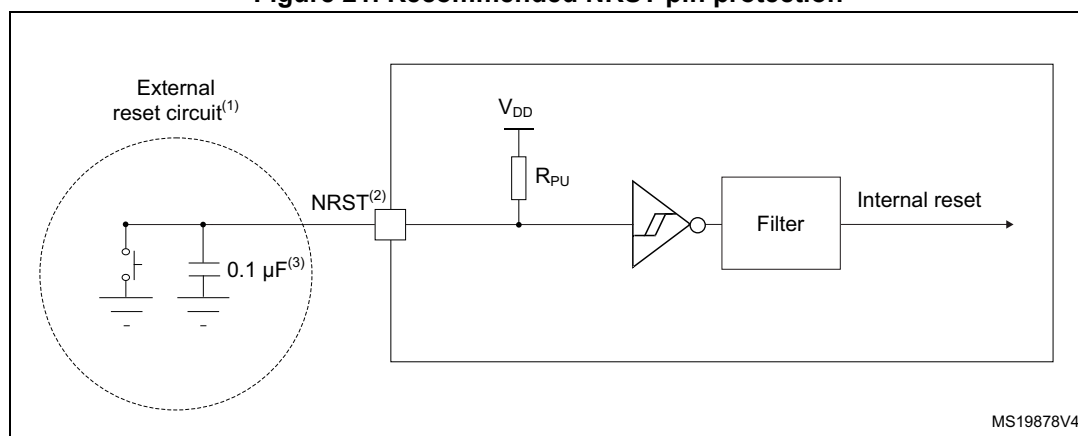 Figure 21. Recommended NRST pin protection
External
reset circuit(1)
VDD
RPU
NRST(2)
Filter
Internal reset
0.1 μF(3)
MS19878V4